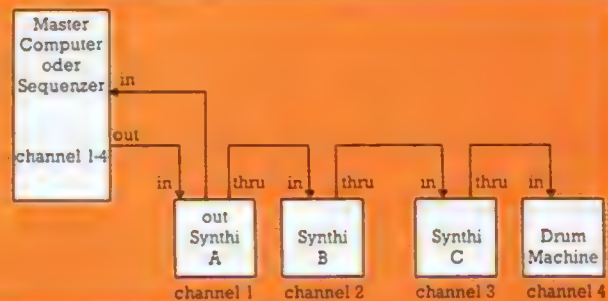 Master
Computer
oder
Sequenzer
in
out
channel 1-4
in
thru
in
thru
in
thru
in
out
Synthi
A
Synthi
B
Synthi
C
Drum
Machine
channel 1
channel 2
channel 3
channel 4